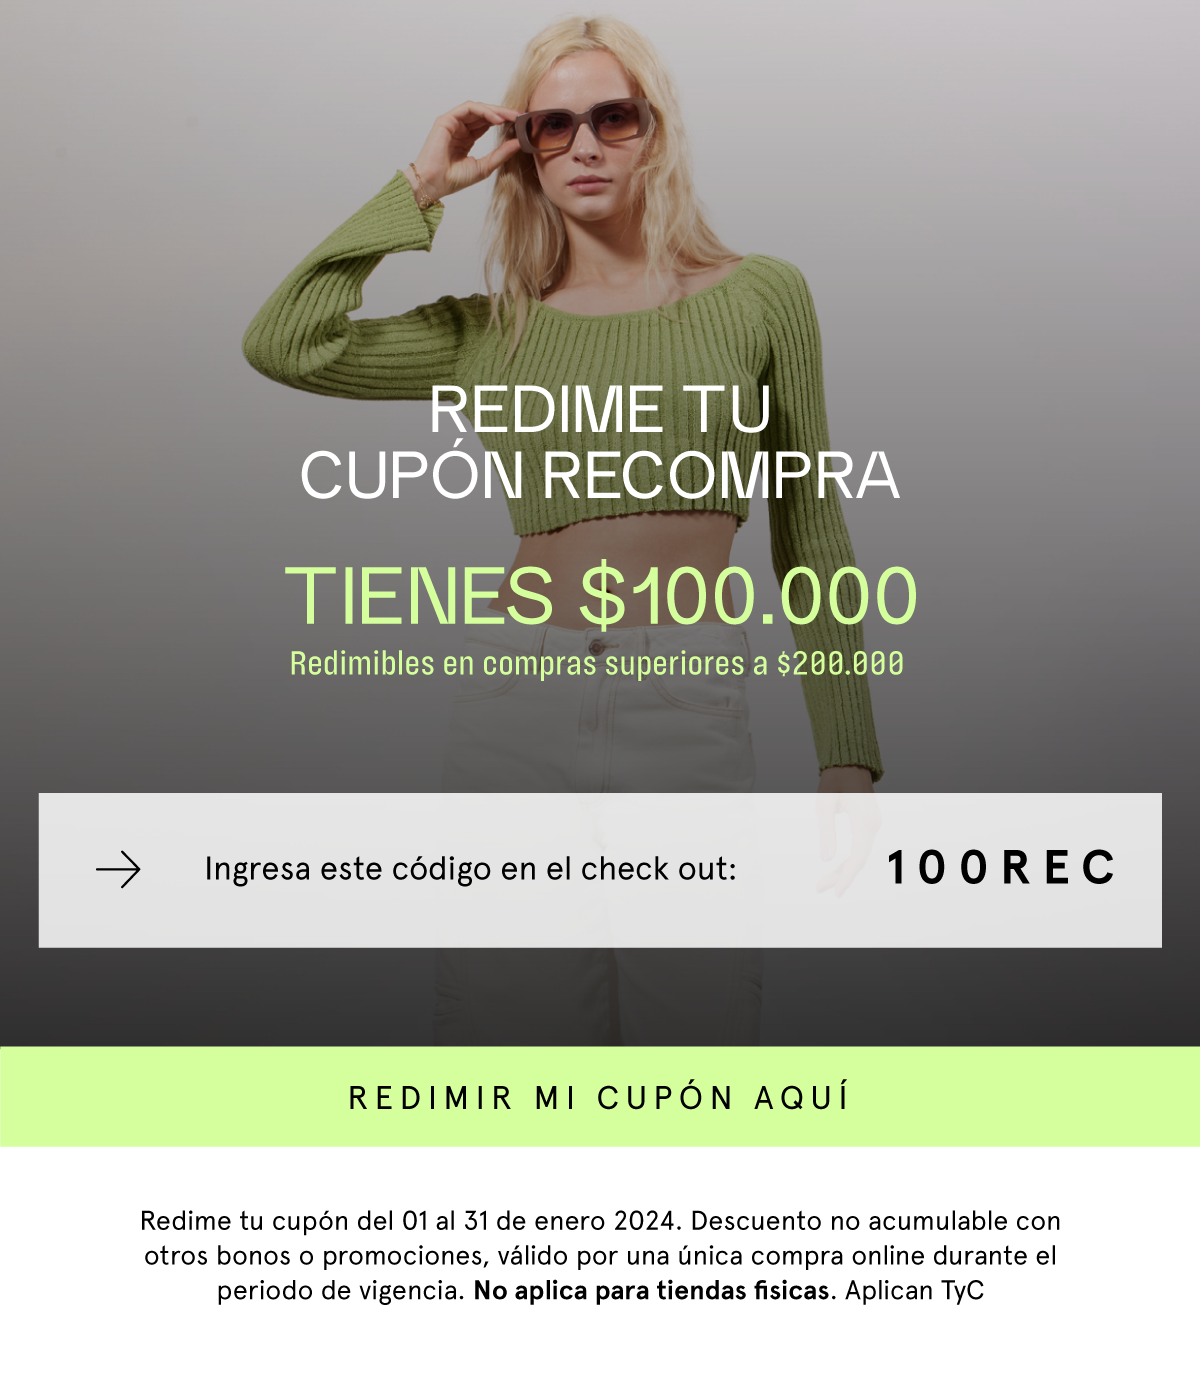 REDIME TU
CUPÓN RECOMPRA
TIENES $100.000
Redimibles en compras superiores a $200.000
Ingresa este código en el check out:
100REC
REDIMIR MI CUPÓN AQUÍ
Redime tu cupón del 01 al 31 de enero 2024. Descuento no acumulable con
otros bonos o promociones, válido por una única compra online durante el
periodo de vigencia. No aplica para tiendas fisicas. Aplican TyC